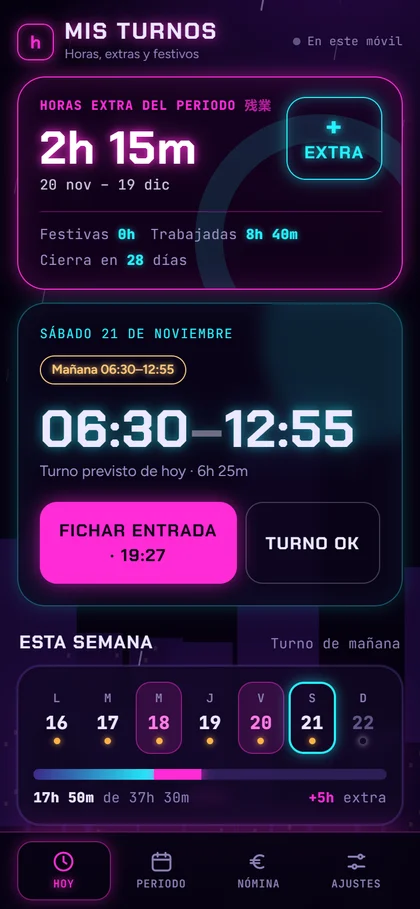 h
MIS TURNOS
Horas, extras y festivos
En este móvil
HORAS EXTRA DEL PERIODO 残業
2h 15m
20 nov – 19 dic
+
EXTRA
Festivas 0h Trabajadas 8h 40m
Cierra en 28 días
SÁBADO 21 DE NOVIEMBRE
Mañana 06:30–12:55
06:30–12:55
Turno previsto de hoy · 6h 25m
FICHAR ENTRADA
· 19:27
TURNO OK
ESTA SEMANA
Turno de mañana
L M M J V S D
16 17 18 19 20 21 22
17h 50m de 37h 30m
+5h extra
HOY
PERIODO
€
NÓMINA
AJUSTES